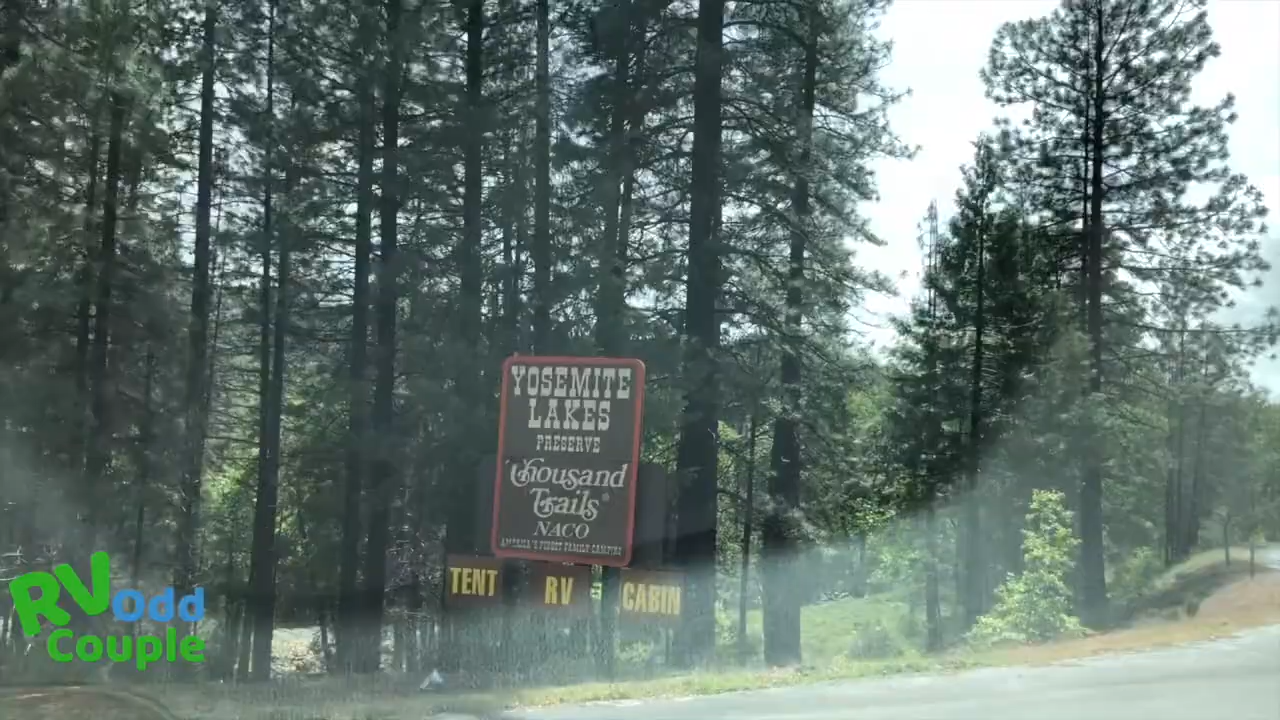 YOSEMITE
LAKES
PRESERVE
Thousand
Trails®
NACO
AMERICA'S FINEST FAMILY CAMPING
TENT RV CABIN
RV Odd
Couple